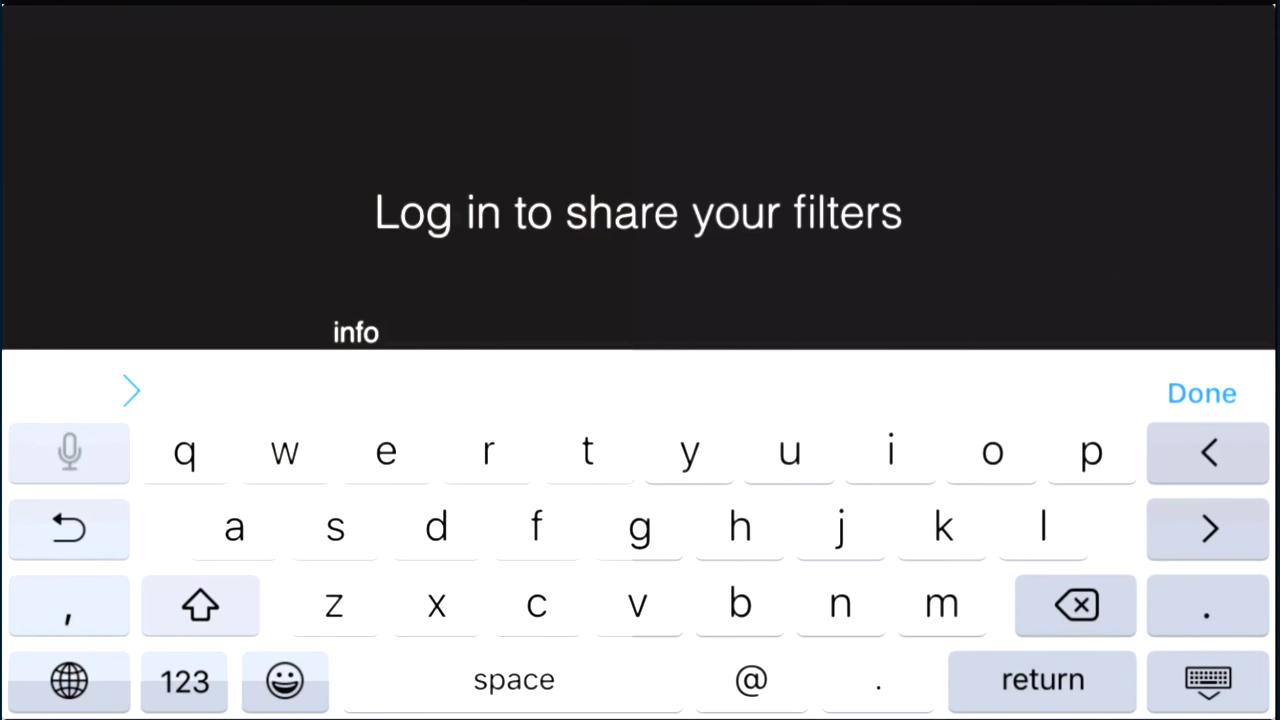 Log in to share your filters
info
Done
q w e r t y u i o p
a s d f g h j k l
, z x c v b n m .
123 space @ . return